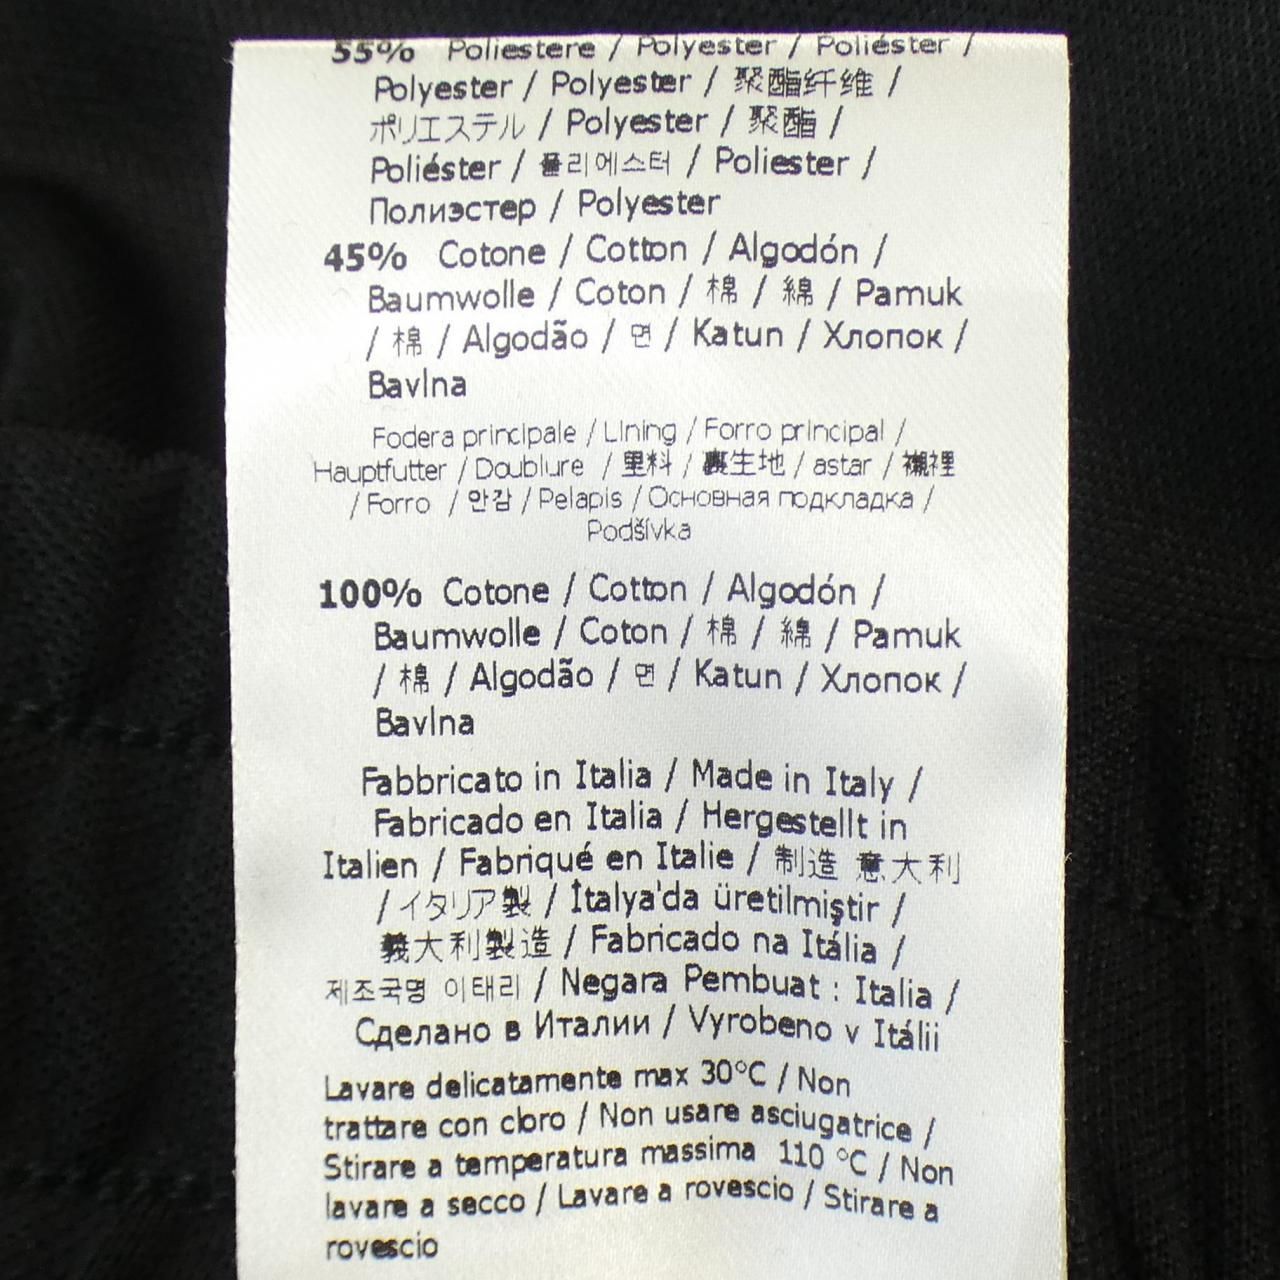 55% Poliestere / Polyester / Poliéster /
Polyester / Polyester / 聚酯纤维 /
ポリエステル / Polyester / 聚酯 /
Poliéster / 폴리에스터 / Poliester /
Полиэстер / Polyester
45% Cotone / Cotton / Algodón /
Baumwolle / Coton / 棉 / 綿 / Pamuk
/ 棉 / Algodão / 면 / Katun / Хлопок /
Bavlna
Fodera principale / Lining / Forro principal /
Hauptfutter / Doublure / 里料 / 裏生地 / astar / 襯裡
/ Forro / 안감 / Pelapis / Основная подкладка /
Podšívka
100% Cotone / Cotton / Algodón /
Baumwolle / Coton / 棉 / 綿 / Pamuk
/ 棉 / Algodão / 면 / Katun / Хлопок /
Bavlna
Fabbricato in Italia / Made in Italy /
Fabricado en Italia / Hergestellt in
Italien / Fabriqué en Italie / 制造 意大利
/ イタリア製 / İtalya'da üretilmiştir /
義大利製造 / Fabricado na Itália /
제조국명 이태리 / Negara Pembuat : Italia /
Сделано в Италии / Vyrobeno v Itálii
Lavare delicatamente max 30°C / Non
trattare con cloro / Non usare asciugatrice /
Stirare a temperatura massima 110 °C / Non
lavare a secco / Lavare a rovescio / Stirare a
rovescio